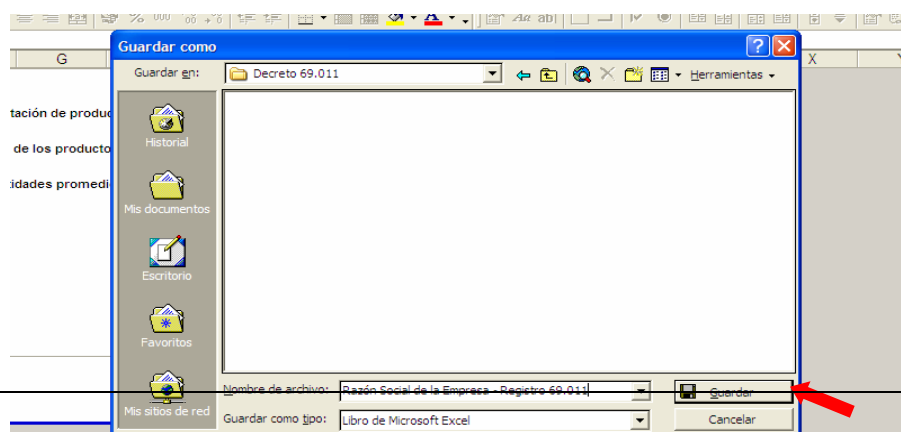 Guardar como
G
X
Guardar en:
Decreto 69.011
Herramientas
tación de produc
de los producto
idades promedi
Historial
Mis documentos
Escritorio
Favoritos
Mis sitios de red
Nombre de archivo:
Razón Social de la Empresa - Registro 69.011
Guardar
Guardar como tipo:
Libro de Microsoft Excel
Cancelar